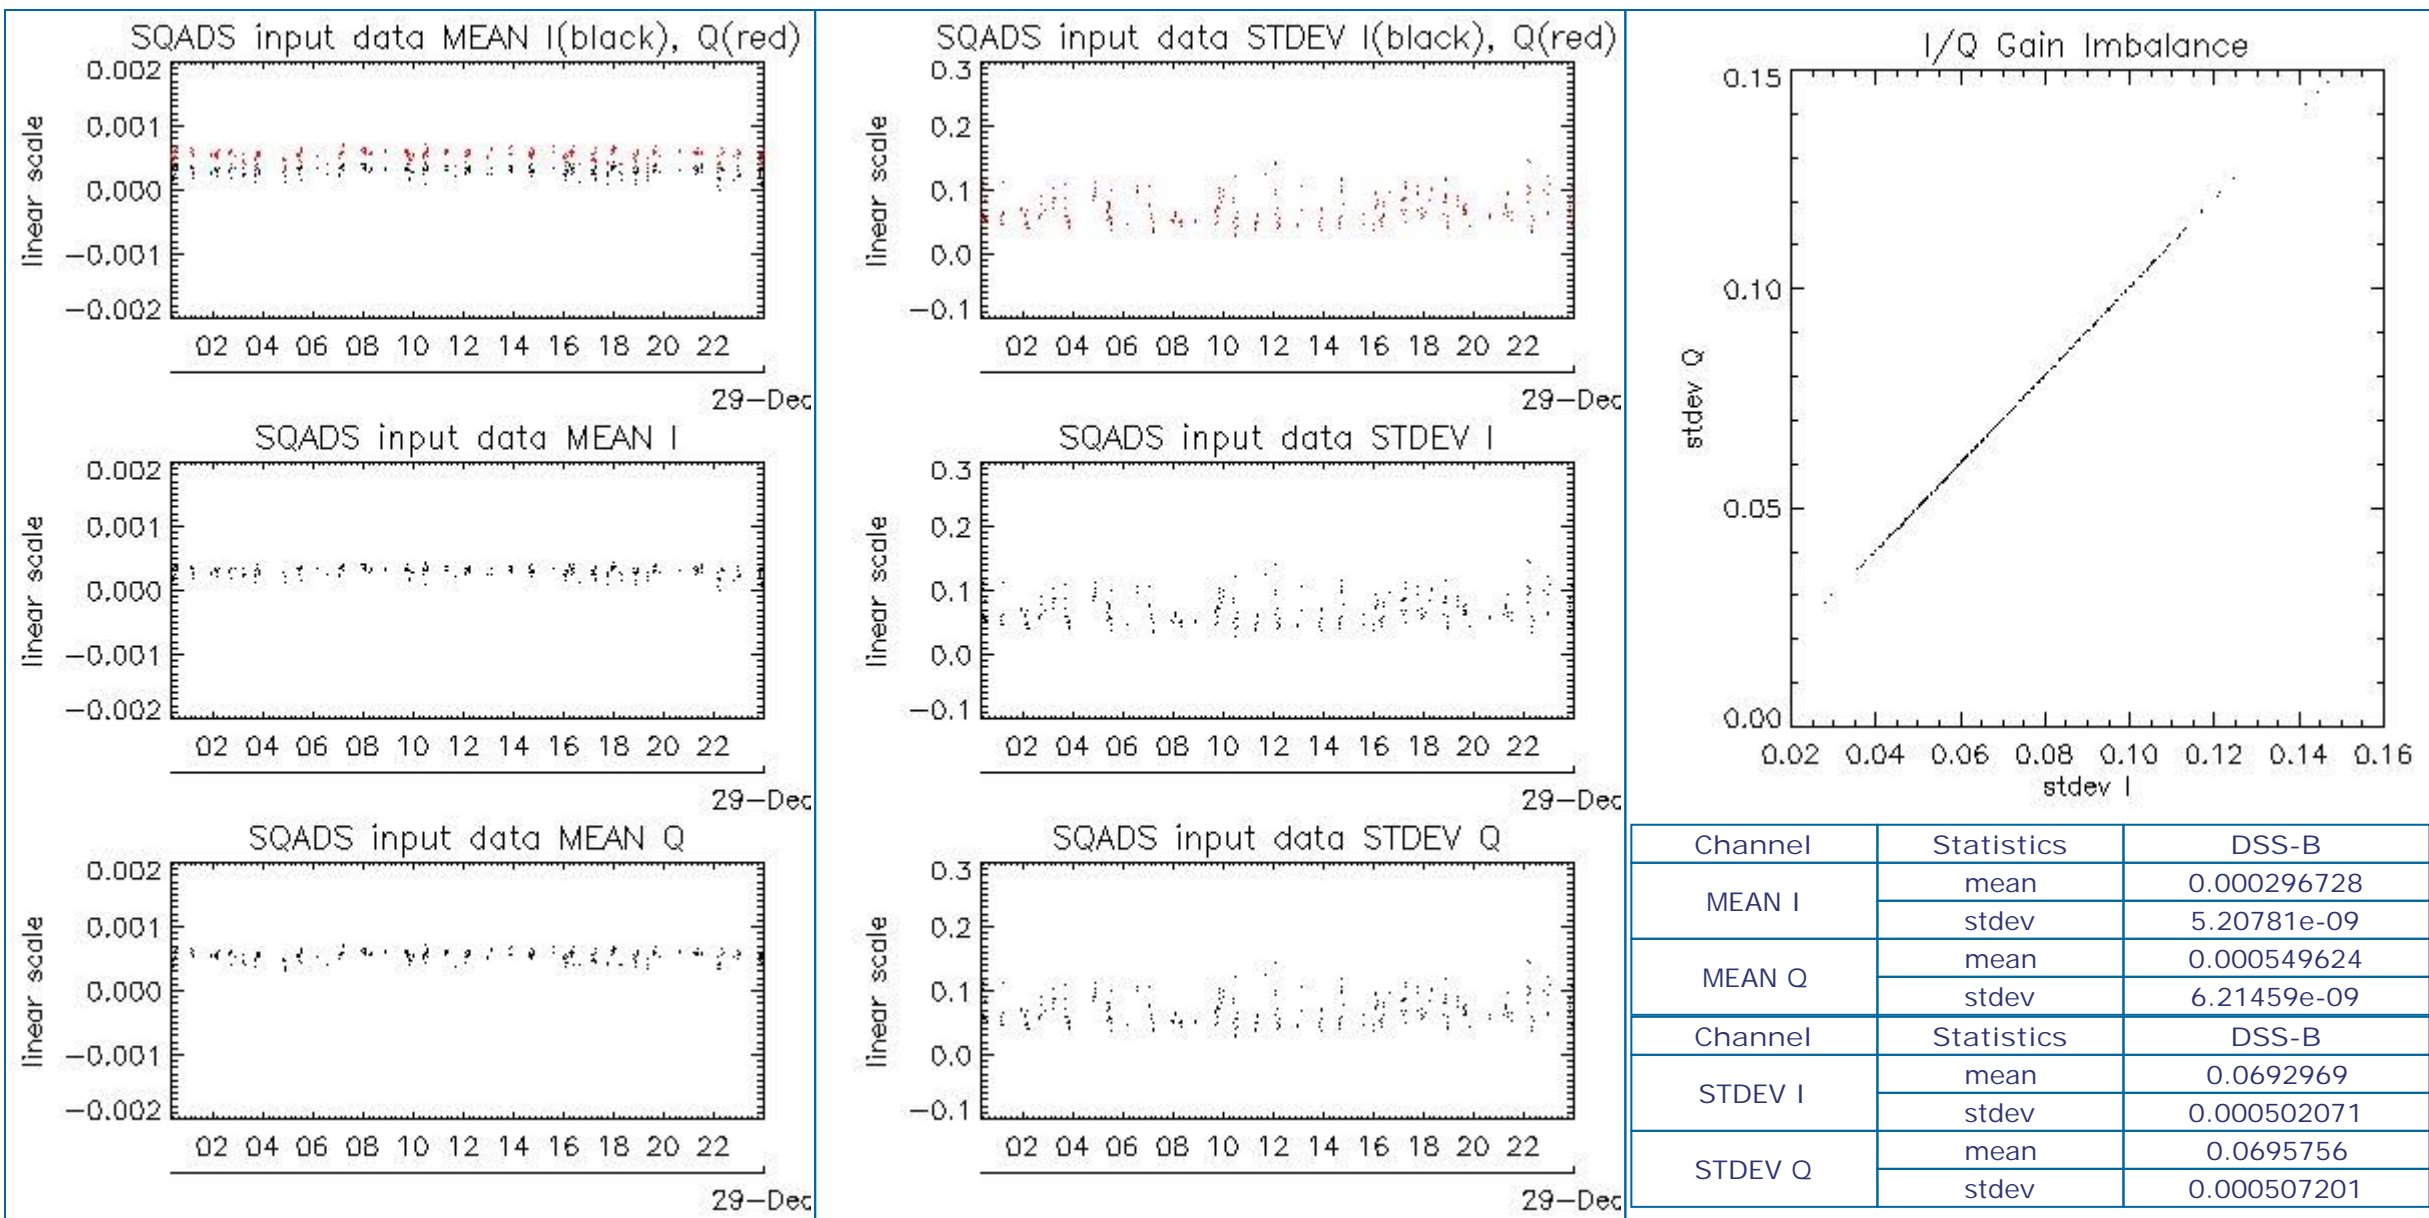 SQADS input data MEAN I(black), Q(red)
0.002
0.001
0.000
−0.001
−0.002
linear scale
02 04 06 08 10 12 14 16 18 20 22
29−Dec
SQADS input data MEAN I
0.002
0.001
0.000
−0.001
−0.002
linear scale
02 04 06 08 10 12 14 16 18 20 22
29−Dec
SQADS input data MEAN Q
0.002
0.001
0.000
−0.001
−0.002
linear scale
02 04 06 08 10 12 14 16 18 20 22
29−Dec
SQADS input data STDEV I(black), Q(red)
0.3
0.2
0.1
0.0
−0.1
linear scale
02 04 06 08 10 12 14 16 18 20 22
29−Dec
SQADS input data STDEV I
0.3
0.2
0.1
0.0
−0.1
linear scale
02 04 06 08 10 12 14 16 18 20 22
29−Dec
SQADS input data STDEV Q
0.3
0.2
0.1
0.0
−0.1
linear scale
02 04 06 08 10 12 14 16 18 20 22
29−Dec
I/Q Gain Imbalance
0.15
0.10
0.05
0.00
stdev Q
0.02 0.04 0.06 0.08 0.10 0.12 0.14 0.16
stdev I
Channel Statistics DSS-B
MEAN I mean 0.000296728
stdev 5.20781e-09
MEAN Q mean 0.000549624
stdev 6.21459e-09
Channel Statistics DSS-B
STDEV I mean 0.0692969
stdev 0.000502071
STDEV Q mean 0.0695756
stdev 0.000507201